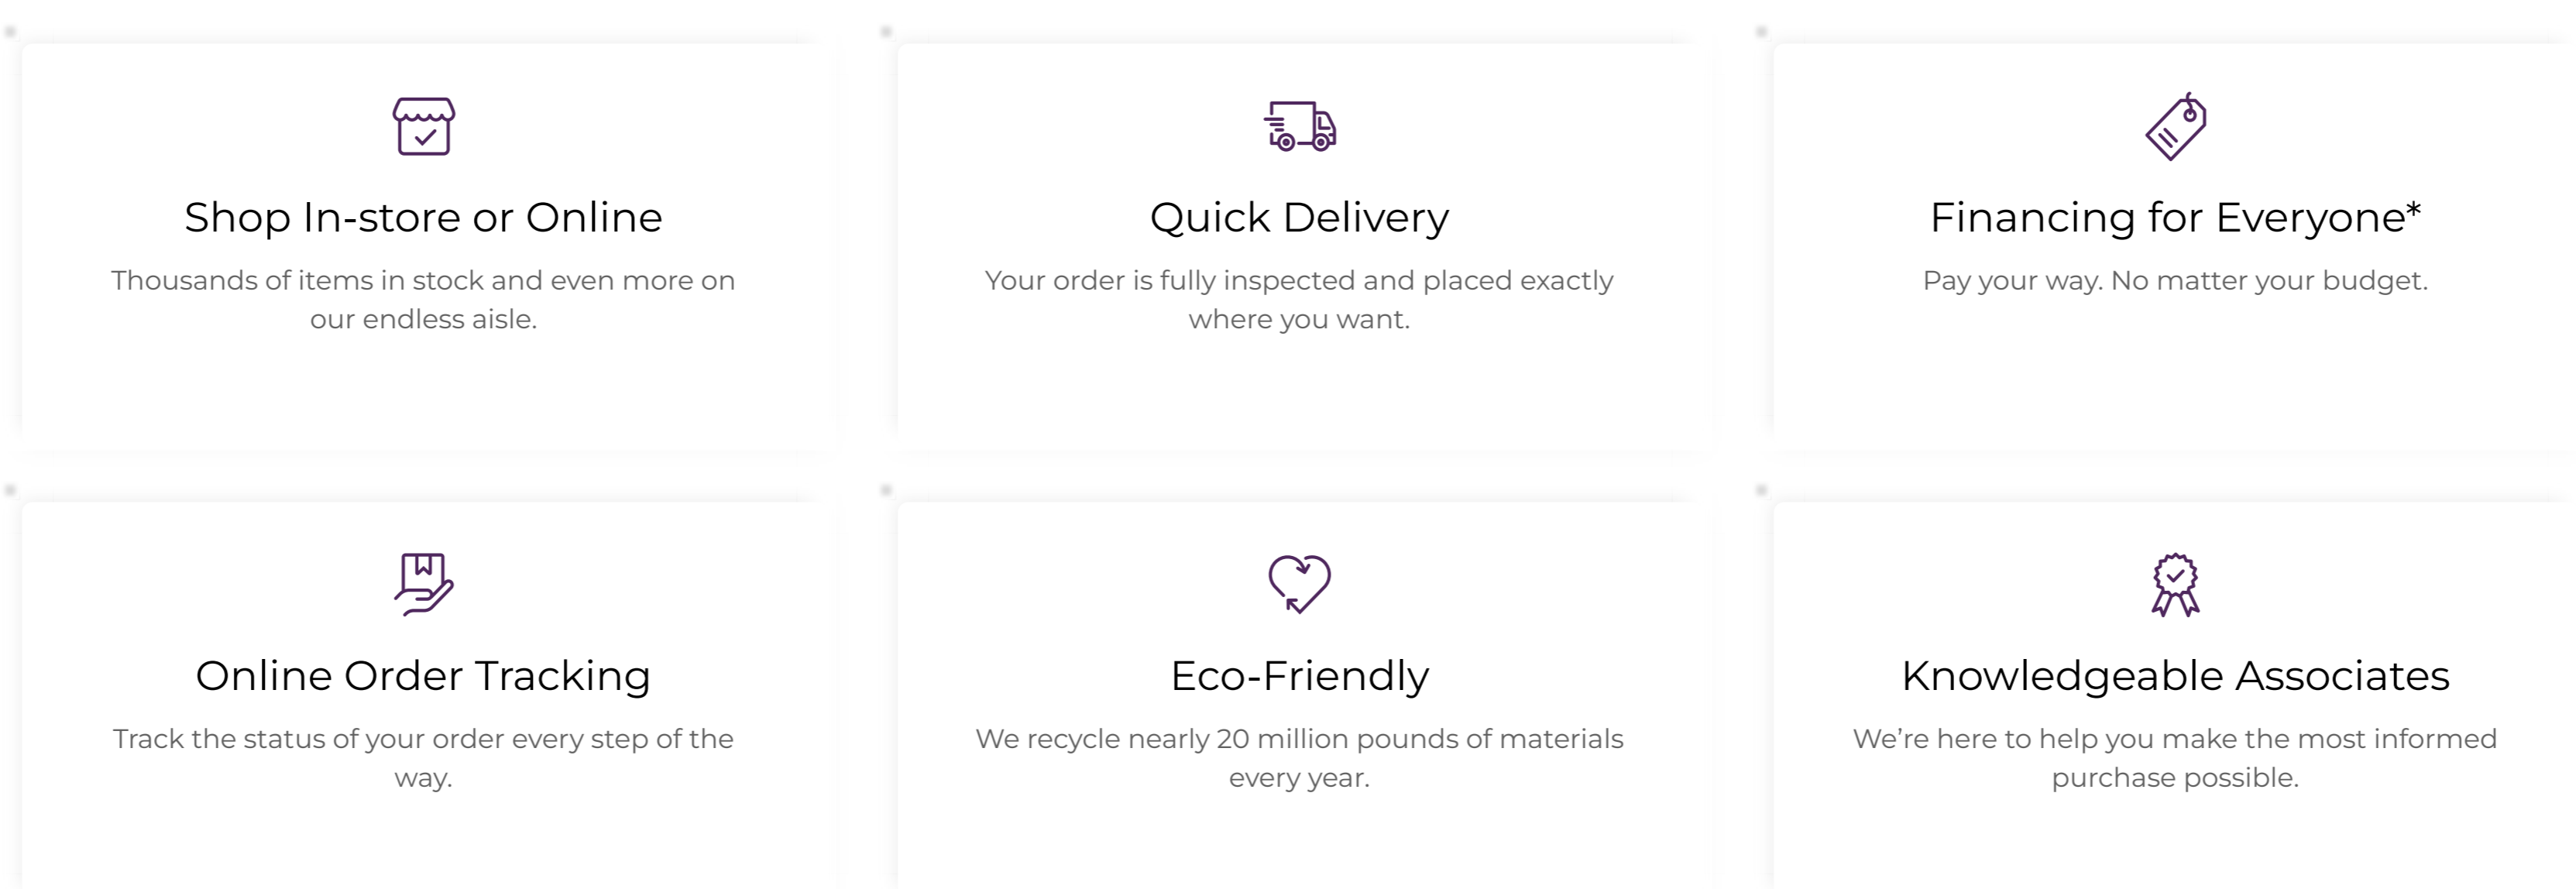 Shop In-store or Online
Thousands of items in stock and even more on
our endless aisle.
Quick Delivery
Your order is fully inspected and placed exactly
where you want.
Financing for Everyone*
Pay your way. No matter your budget.
Online Order Tracking
Track the status of your order every step of the
way.
Eco-Friendly
We recycle nearly 20 million pounds of materials
every year.
Knowledgeable Associates
We’re here to help you make the most informed
purchase possible.